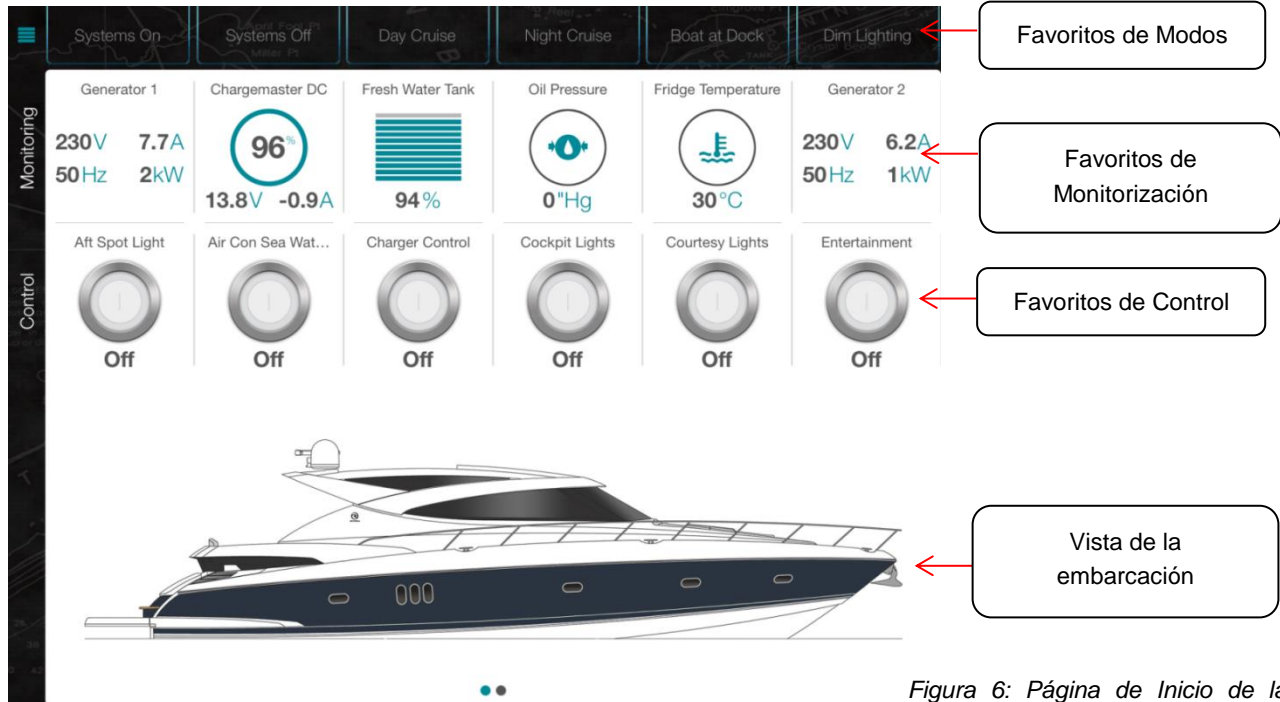 Systems On Systems Off Day Cruise Night Cruise Boat at Dock Dim Lighting
Favoritos de Modos
Monitoring
Generator 1 Chargemaster DC Fresh Water Tank Oil Pressure Fridge Temperature Generator 2
230V 7.7A 96% 230V 6.2A
50Hz 2kW 50Hz 1kW
13.8V -0.9A 94% 0"Hg 30°C
Favoritos de
Monitorización
Control
Aft Spot Light Air Con Sea Wat... Charger Control Cockpit Lights Courtesy Lights Entertainment
Off Off Off Off Off Off
Favoritos de Control
Vista de la
embarcación
Figura 6: Página de Inicio de la